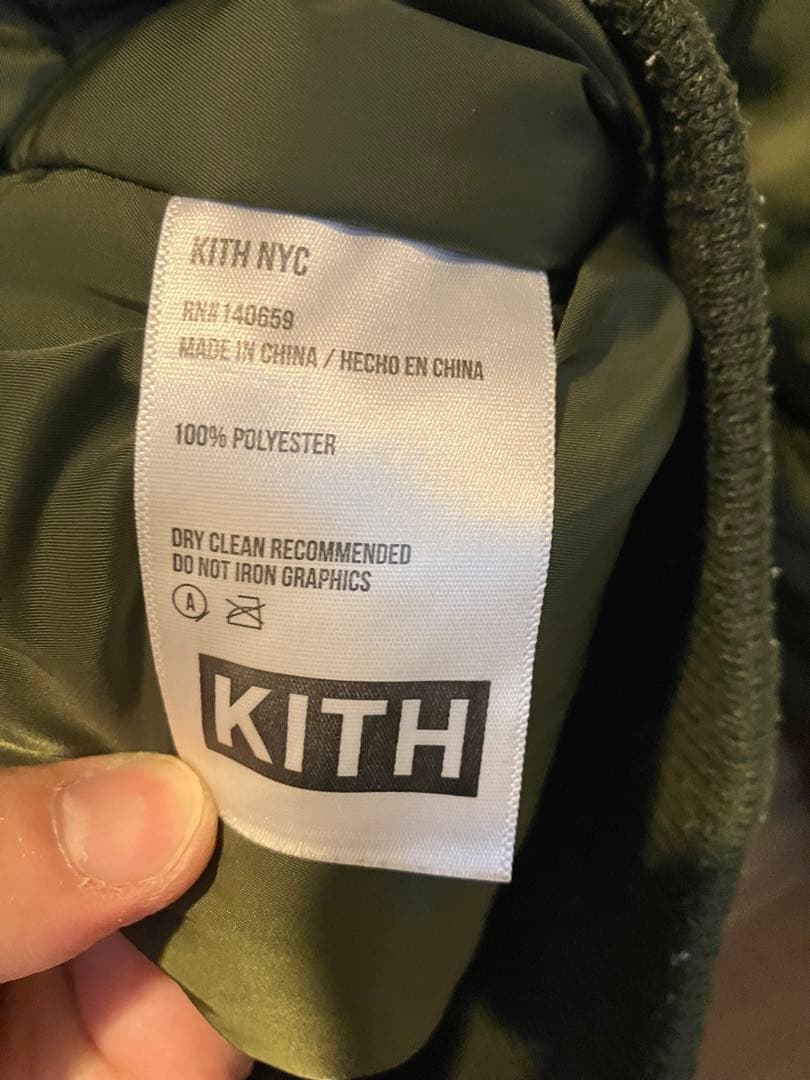 KITH NYC
RN#140659
MADE IN CHINA / HECHO EN CHINA
100% POLYESTER
DRY CLEAN RECOMMENDED
DO NOT IRON GRAPHICS
A
KITH